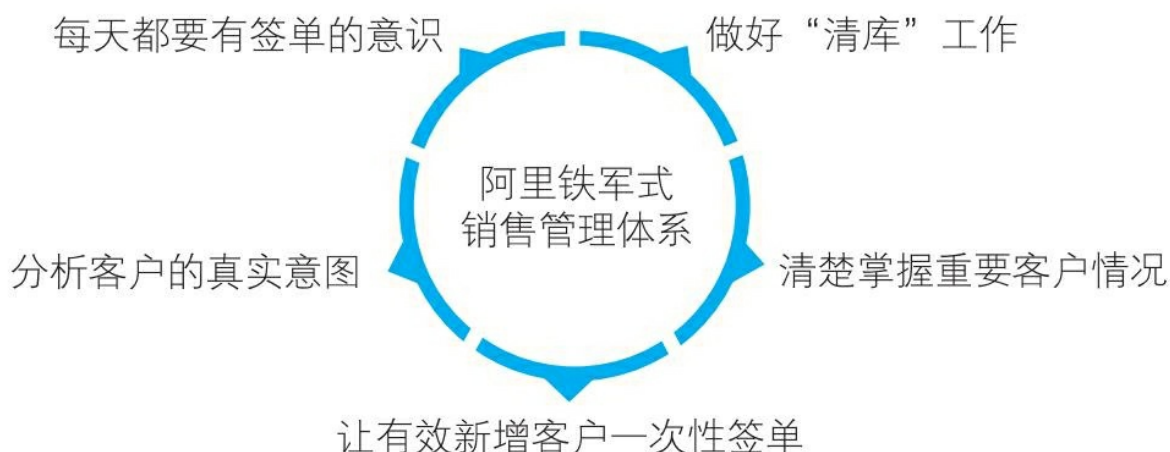 每天都要有签单的意识
做好“清库”工作
阿里铁军式
销售管理体系
分析客户的真实意图
清楚掌握重要客户情况
让有效新增客户一次性签单